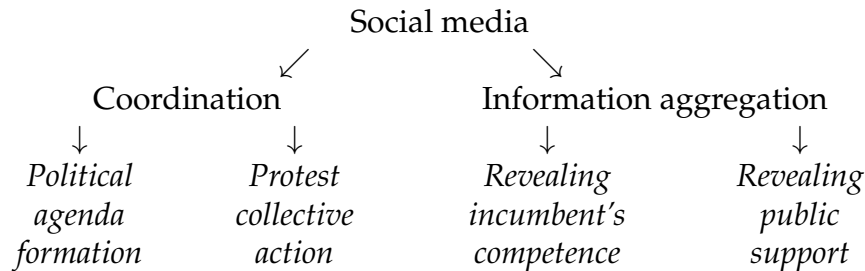 Social media
Coordination
Information aggregation
Political
agenda
formation
Protest
collective
action
Revealing
incumbent's
competence
Revealing
public
support